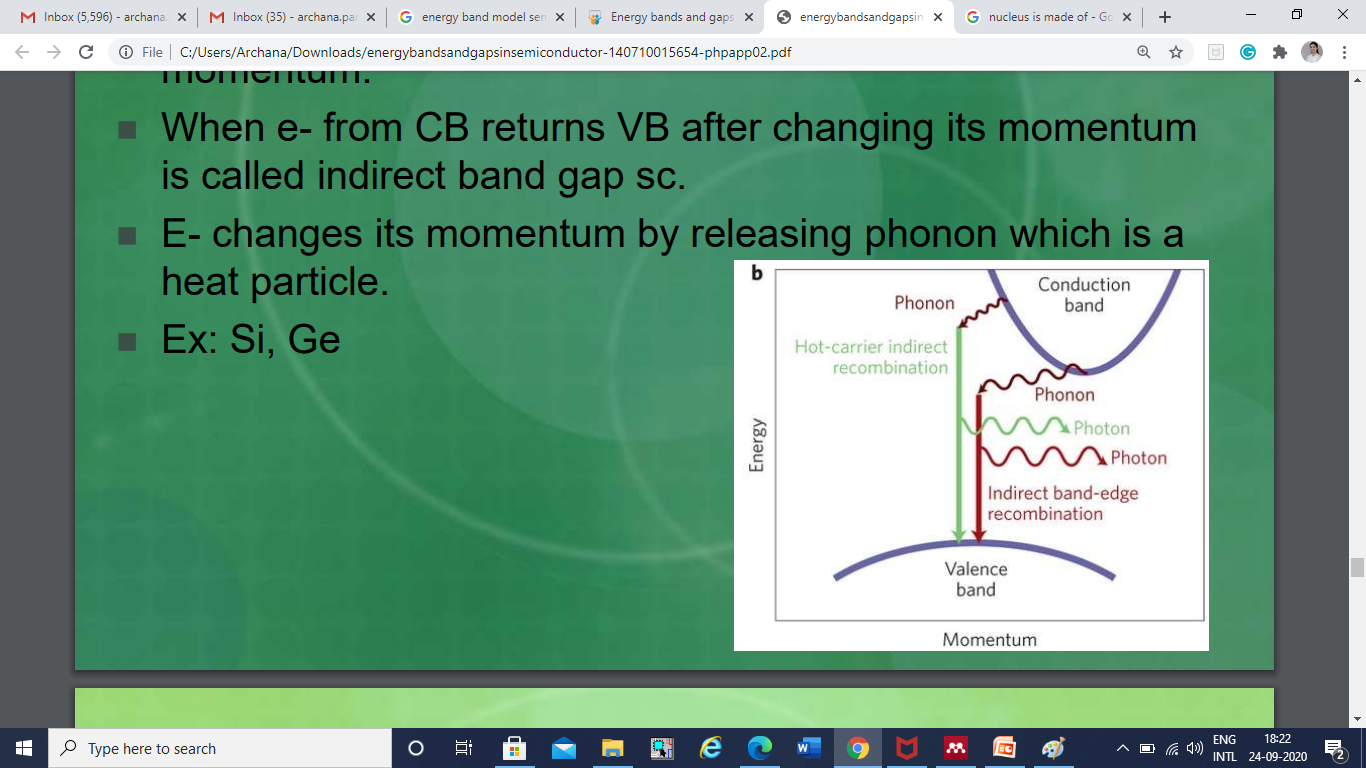 Inbox (5,596) - archana.
Inbox (35) - archana.pa
energy band model sem
Energy bands and gaps
energybandsandgapsin
nucleus is made of - Go
File
C:/Users/Archana/Downloads/energybandsandgapsinsemiconductor-140710015654-phpapp02.pdf
momentum.
When e- from CB returns VB after changing its momentum
is called indirect band gap sc.
E- changes its momentum by releasing phonon which is a
heat particle.
Ex: Si, Ge
b
Conduction
band
Phonon
Hot-carrier indirect
recombination
Phonon
Photon
Photon
Energy
Indirect band-edge
recombination
Valence
band
Momentum
Type here to search
ENG
INTL
18:22
24-09-2020
2